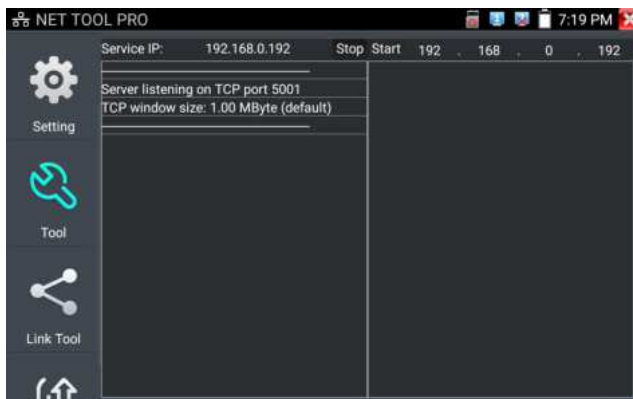 NET TOOL PRO 7:19 PM
Service IP: 192.168.0.192 Stop Start 192 . 168 . 0 . 192
Server listening on TCP port 5001
TCP window size: 1.00 MByte (default)
Setting
Tool
Link Tool